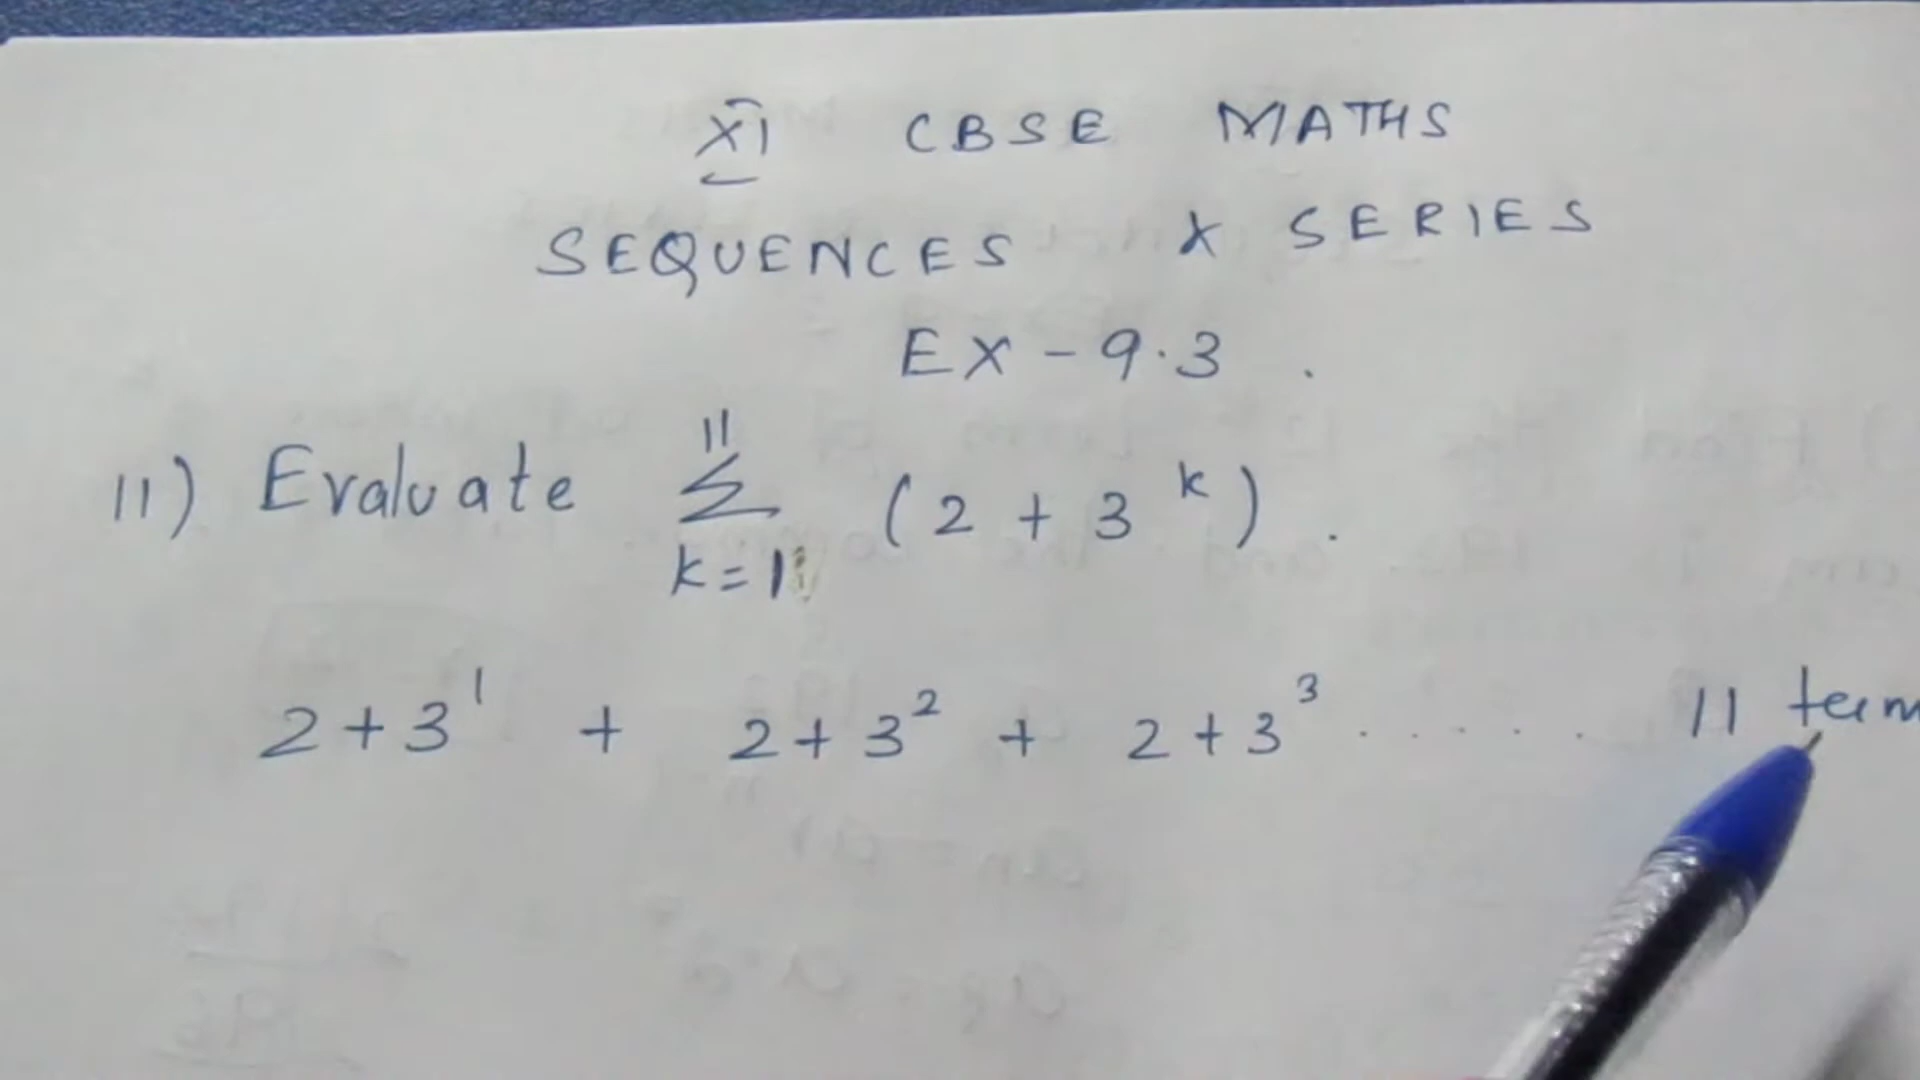 XI CBSE MATHS
SEQUENCES & SERIES
EX - 9.3 .
11) Evaluate 11 Σ k=1 (2 + 3^k) .
2+3^1 + 2+3^2 + 2+3^3 ..... 11 term